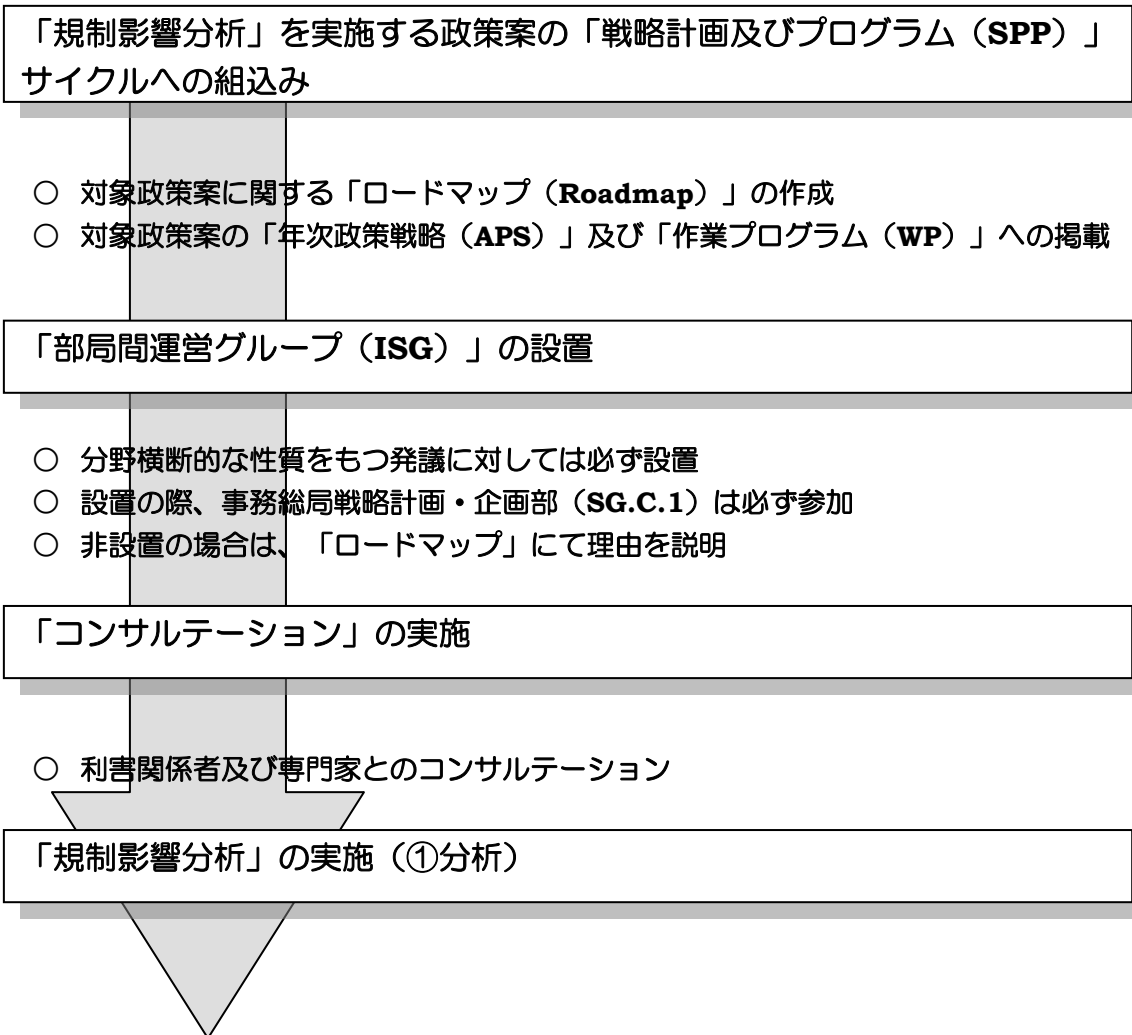 「規制影響分析」を実施する政策案の「戦略計画及びプログラム（SPP）」
サイクルへの組込み
○ 対象政策案に関する「ロードマップ（Roadmap）」の作成
○ 対象政策案の「年次政策戦略（APS）」及び「作業プログラム（WP）」への掲載
「部局間運営グループ（ISG）」の設置
○ 分野横断的な性質をもつ発議に対しては必ず設置
○ 設置の際、事務総局戦略計画・企画部（SG.C.1）は必ず参加
○ 非設置の場合は、「ロードマップ」にて理由を説明
「コンサルテーション」の実施
○ 利害関係者及び専門家とのコンサルテーション
「規制影響分析」の実施（①分析）